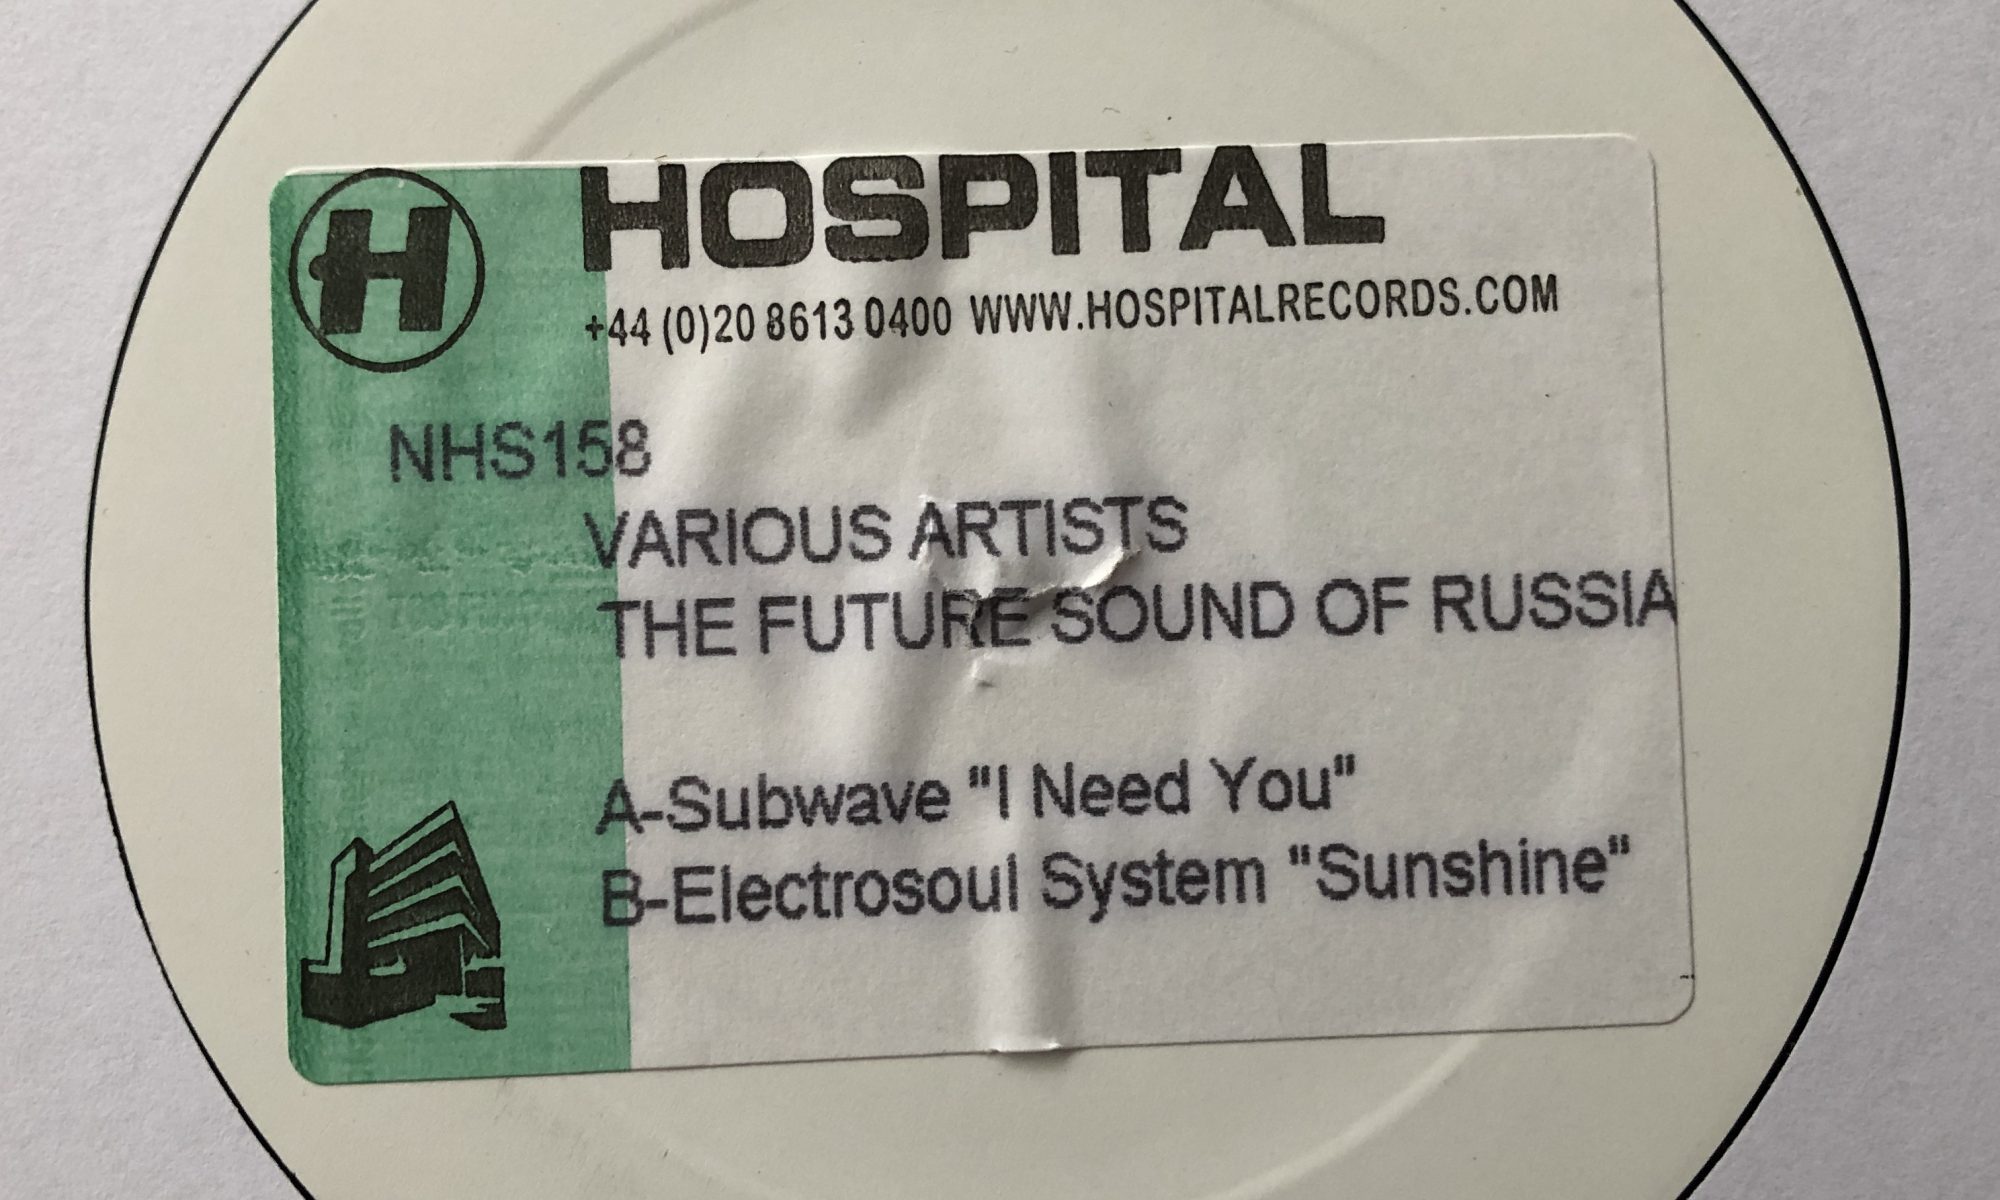 H
HOSPITAL
+44 (0)20 8613 0400 WWW.HOSPITALRECORDS.COM
NHS158
VARIOUS ARTISTS
THE FUTURE SOUND OF RUSSIA
A-Subwave "I Need You"
B-Electrosoul System "Sunshine"